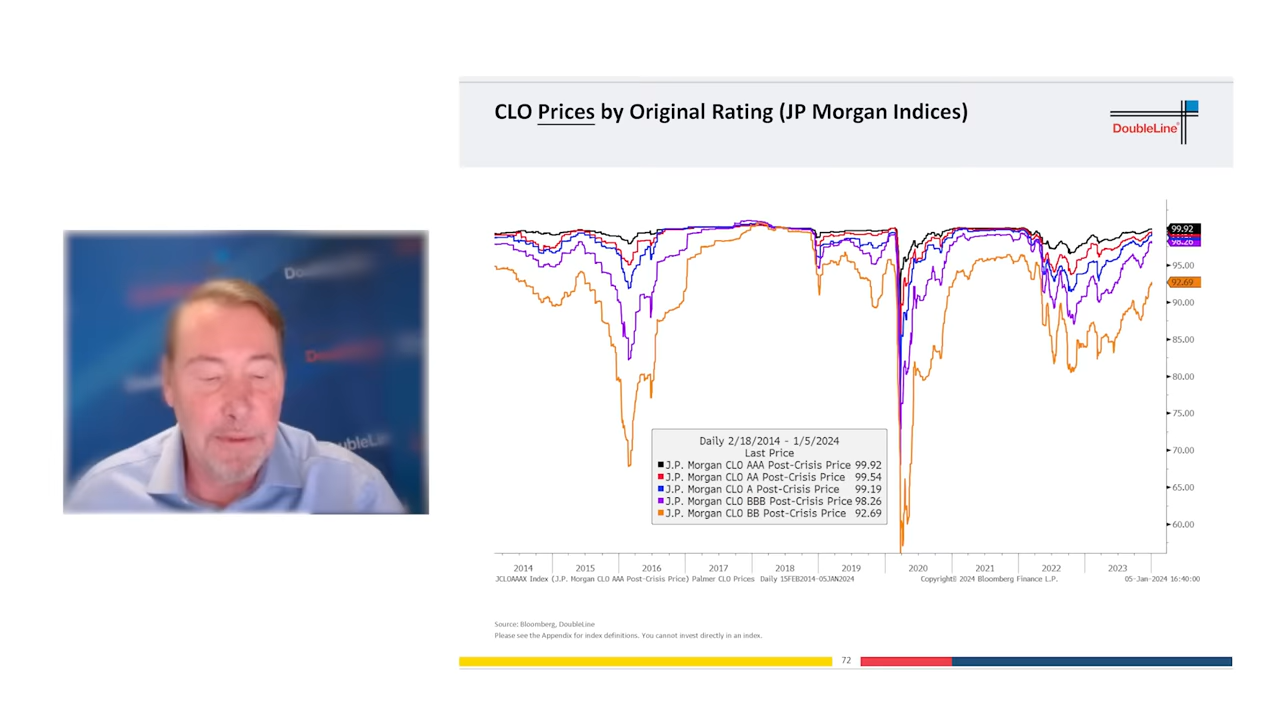 CLO Prices by Original Rating (JP Morgan Indices)
DoubleLine®
99.92
98.26
95.00
92.69
90.00
85.00
80.00
75.00
70.00
65.00
60.00
Daily 2/18/2014 - 1/5/2024
Last Price
J.P. Morgan CLO AAA Post-Crisis Price 99.92
J.P. Morgan CLO AA Post-Crisis Price 99.54
J.P. Morgan CLO A Post-Crisis Price 99.19
J.P. Morgan CLO BBB Post-Crisis Price 98.26
J.P. Morgan CLO BB Post-Crisis Price 92.69
2014 2015 2016 2017 2018 2019 2020 2021 2022 2023
JCLOAAAX Index (J.P. Morgan CLO AAA Post-Crisis Price) Palmer CLO Prices Daily 15FEB2014-05JAN2024 Copyright© 2024 Bloomberg Finance L.P. 05-Jan-2024 16:40:00
Source: Bloomberg, DoubleLine
Please see the Appendix for index definitions. You cannot invest directly in an index.
72